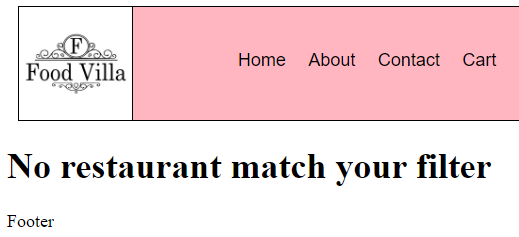 F
Food Villa
Home About Contact Cart
No restaurant match your filter
Footer